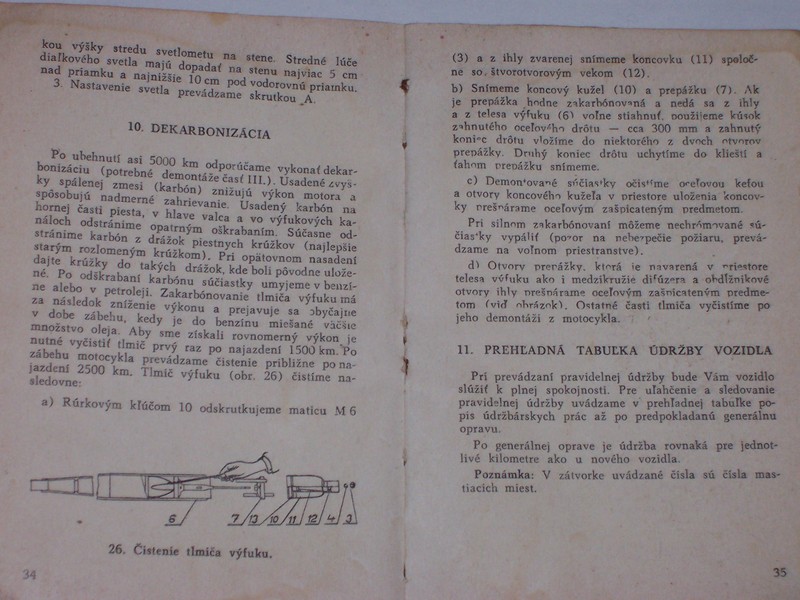 kou výšky stredu svetlometu na stene. Stredné lúče
diaľkového svetla majú dopadať na stenu najviac 5 cm
nad priamku a najnižšie 10 cm pod vodorovnú priamku.
3. Nastavenie svetla prevádzame skrutkou A.
10. DEKARBONIZÁCIA
Po ubehnutí asi 5000 km odporúčame vykonať dekar-
bonizáciu (potrebné demontáže časť III.). Usadené zvyš-
ky spálenej zmesi (karbón) znižujú výkon motora a
spôsobujú nadmerné zahrievanie. Usadený karbón na
hornej časti piesta, v hlave valca a vo výfukových ka-
náloch odstránime opatrným oškrabaním. Súčasne od-
stránime karbón z drážok piestnych krúžkov (najlepšie
starým rozlomeným krúžkom). Pri opätovnom nasadení
dajte krúžky do takých drážok, kde boli pôvodne ulože-
né. Po odškrabaní karbónu súčiastky umyjeme v benzí-
ne alebo v petroleji. Zakarbónovanie tlmiča výfuku má
za následok zníženie výkonu a prejavuje sa obyčajne
v dobe zábehu, kedy je do benzínu miešané väčšie
množstvo oleja. Aby sme získali rovnomerný výkon je
nutné vyčistiť tlmič prvý raz po najazdení 1500 km. Po
zábehu motocykla prevádzame čistenie približne po na-
jazdení 2500 km. Tlmič výfuku (obr. 26) čistíme na-
sledovne:
a) Rúrkovým kľúčom 10 odskrutkujeme maticu M 6
6 7 13 10 11 12 4 3
26. Čistenie tlmiča výfuku.
34
(3) a z ihly zvarenej snímeme koncovku (11) spoloč-
ne so štvorotvorovým vekom (12).
b) Snímeme koncový kužel (10) a prepážku (7). Ak
je prepážka hodne zakarbónovaná a nedá sa z ihly
a z telesa výfuku (6) voľne stiahnuť, použijeme kúsok
zahnutého oceľového drôtu — cca 300 mm a zahnutý
koniec drôtu vložíme do niektorého z dvoch otvorov
prepážky. Druhý koniec drôtu uchytíme do klieští a
ťahom prepážku snímeme.
c) Demontované súčiastky očistíme oceľovou kefou
a otvory koncového kužeľa v priestore uloženia koncov-
ky prešpárame oceľovým zašpicateným predmetom.
Pri silnom zakarbónovaní môžeme nechrómované sú-
čiastky vypáliť (pozor na nebezpečie požiaru, prevá-
dzame na voľnom priestranstve).
d) Otvory prepážky, ktorá je navarená v priestore
telesa výfuku ako i medzikružie difúzera a obdĺžnikové
otvory ihly prešpárame oceľovým zašpicateným predme-
tom (viď obrázok). Ostatné časti tlmiča vyčistíme po
jeho demontáži z motocykla.
11. PREHĽADNÁ TABUĽKA ÚDRŽBY VOZIDLA
Pri prevádzaní pravidelnej údržby bude Vám vozidlo
slúžiť k plnej spokojnosti. Pre uľahčenie a sledovanie
pravidelnej údržby uvádzame v prehľadnej tabuľke po-
pis údržbárskych prác až po predpokladanú generálnu
opravu.
Po generálnej oprave je údržba rovnaká pre jednot-
livé kilometre ako u nového vozidla.
Poznámka: V zátvorke uvádzané čísla sú čísla mas-
tiacich miest.
35